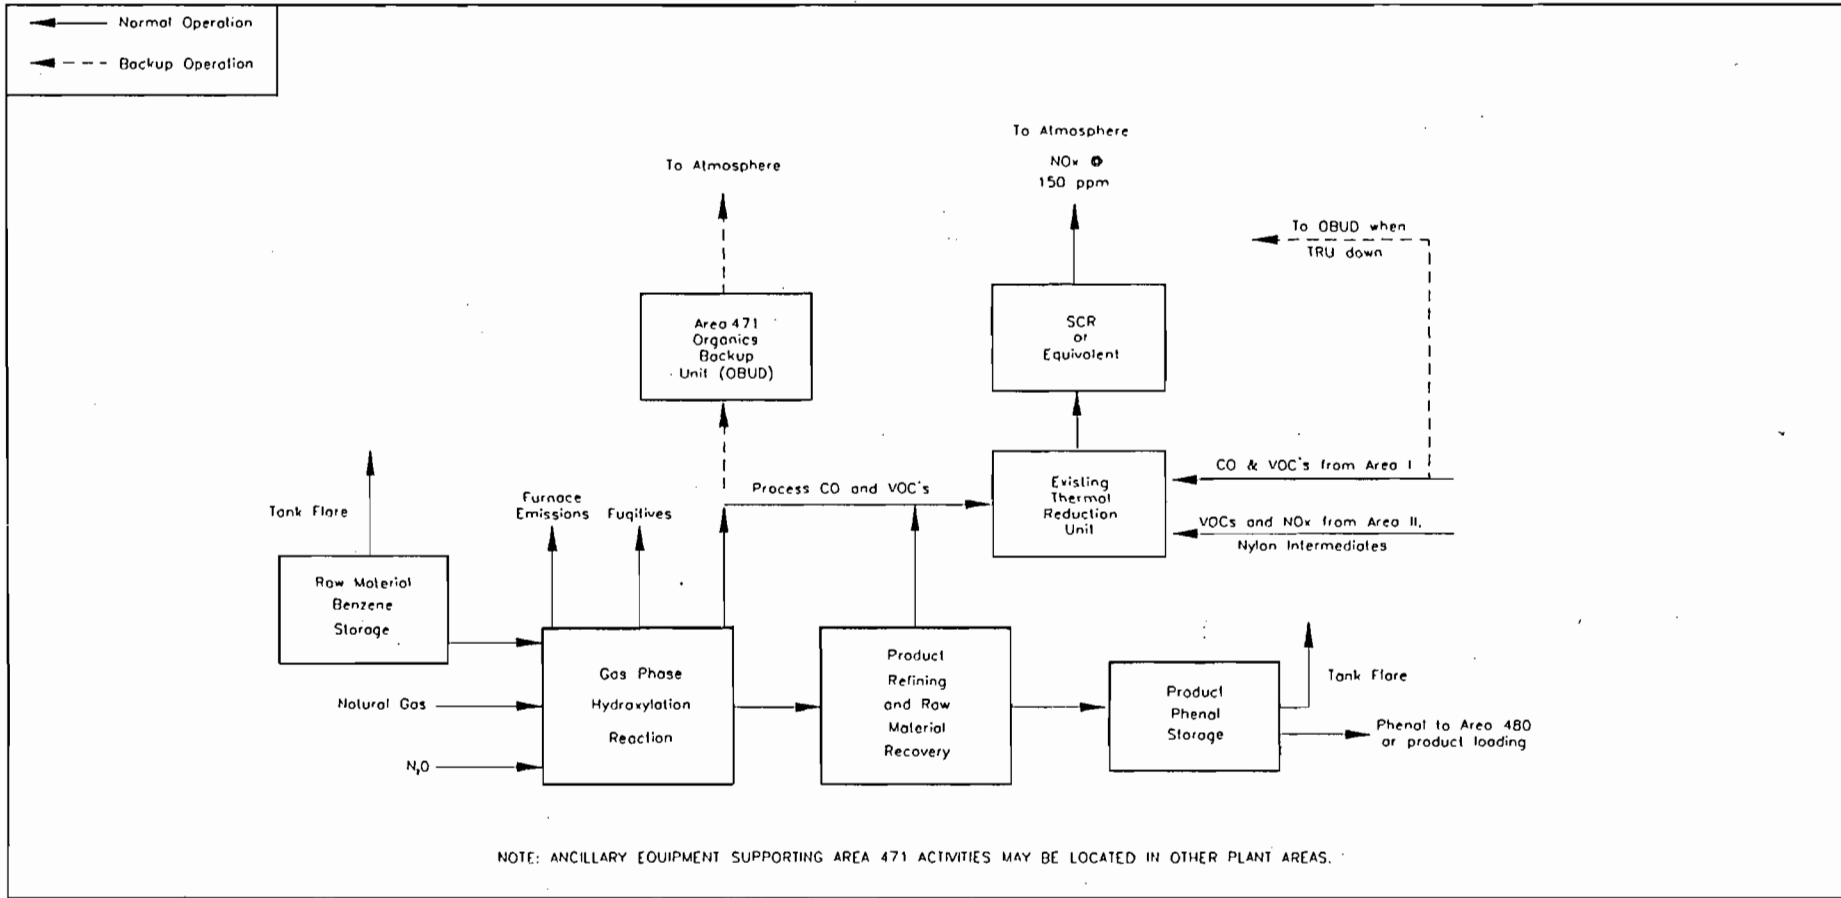 Normal Operation
Backup Operation
To Atmosphere
NOx @
150 ppm
To Atmosphere
To OBUD when
TRU down
Area 471
Organics
Backup
Unit (OBUD)
SCR
or
Equivalent
CO & VOC's from Area I
Process CO and VOC's
Existing
Thermal
Reduction
Unit
VOCs and NOx from Area II,
Nylon Intermediates
Tank Flare
Furnace
Emissions
Fugitives
Raw Material
Benzene
Storage
Natural Gas
N₂O
Gas Phase
Hydroxylation
Reaction
Product
Refining
and Raw
Material
Recovery
Product
Phenol
Storage
Tank Flare
Phenol to Area 480
or product loading
NOTE: ANCILLARY EQUIPMENT SUPPORTING AREA 471 ACTIVITIES MAY BE LOCATED IN OTHER PLANT AREAS.